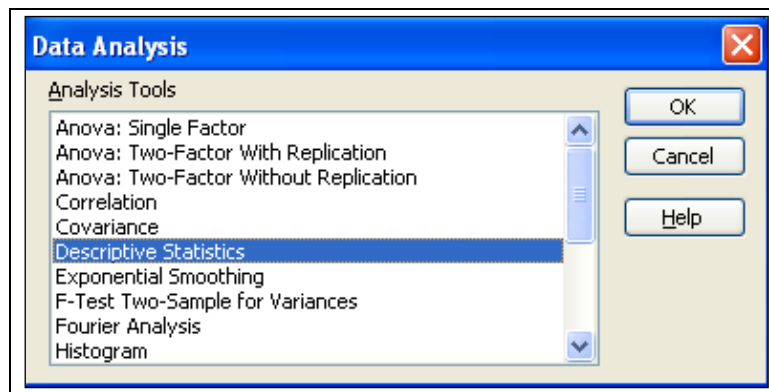 Data Analysis
Analysis Tools
Anova: Single Factor
Anova: Two-Factor With Replication
Anova: Two-Factor Without Replication
Correlation
Covariance
Descriptive Statistics
Exponential Smoothing
F-Test Two-Sample for Variances
Fourier Analysis
Histogram
OK
Cancel
Help